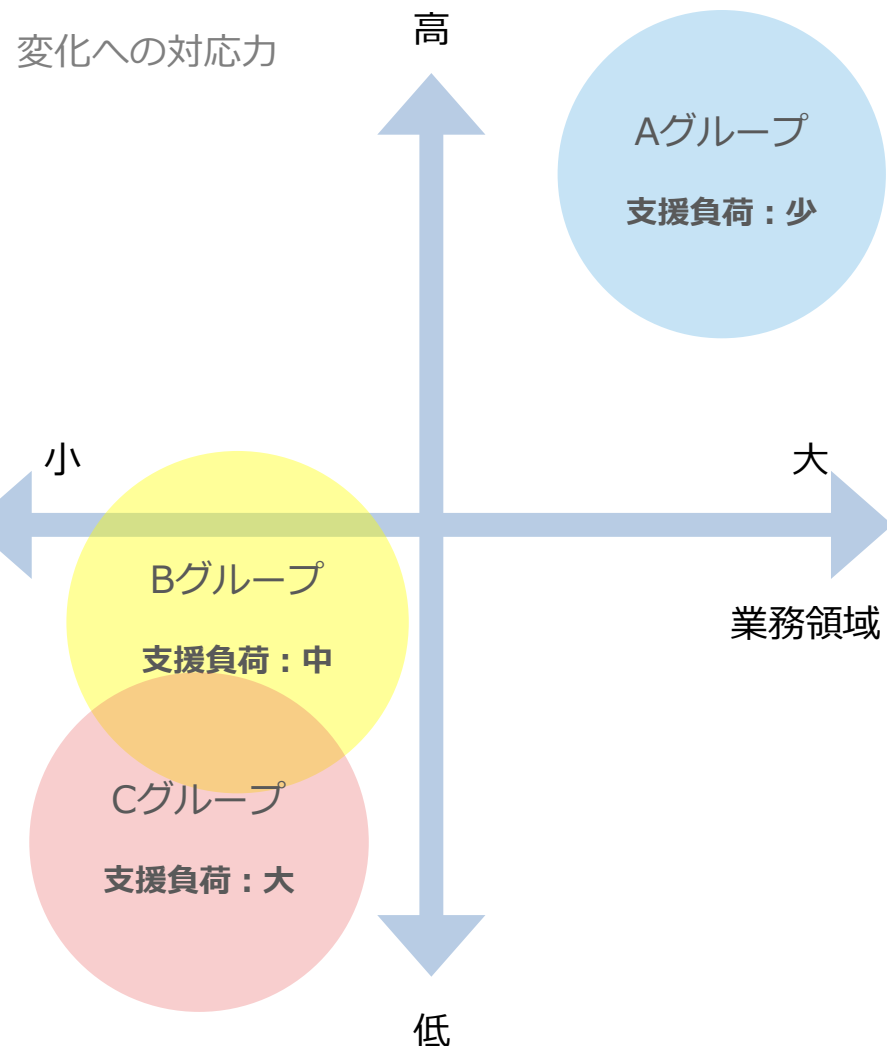 高
変化への対応力
Aグループ
支援負荷：少
小
大
Bグループ
業務領域
支援負荷：中
Cグループ
支援負荷：大
低